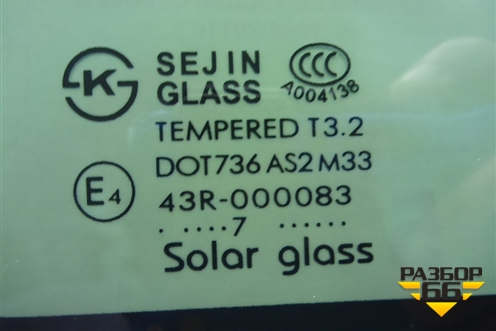 K
SEJIN
GLASS
CCC
A004138
TEMPERED T3.2
DOT736 AS2 M33
E4
43R-000083
. ....7 ......
Solar glass
РАЗБОР
66